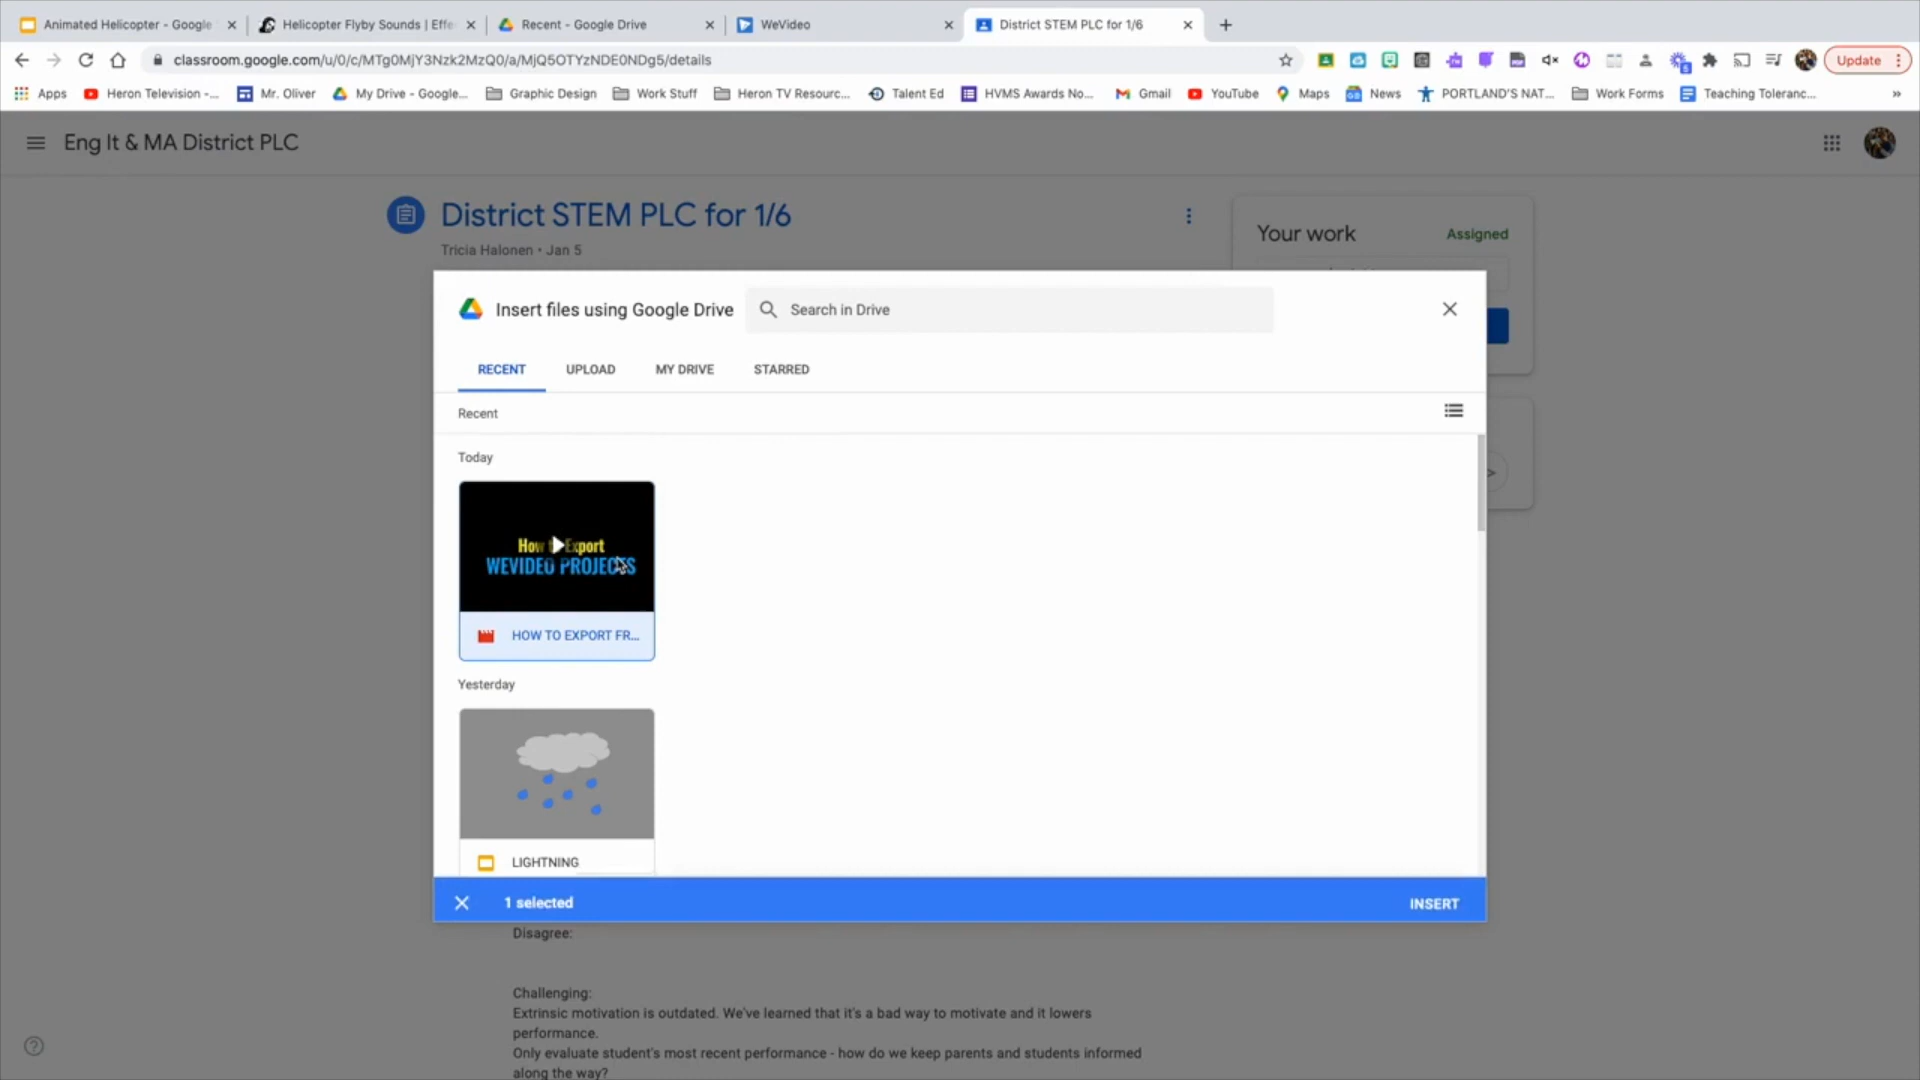 Animated Helicopter - Google
Helicopter Flyby Sounds | Effe
Recent - Google Drive
WeVideo
District STEM PLC for 1/6
classroom.google.com/u/0/c/MTg0MjY3Nzk2MzQ0/a/MjQ5OTYzNDE0NDg5/details
Update
Apps
Heron Television -...
Mr. Oliver
My Drive - Google...
Graphic Design
Work Stuff
Heron TV Resourc...
Talent Ed
HVMS Awards No...
Gmail
YouTube
Maps
News
PORTLAND'S NAT...
Work Forms
Teaching Toleranc...
»
Eng It & MA District PLC
District STEM PLC for 1/6
Tricia Halonen • Jan 5
Your work
Assigned
Insert files using Google Drive
Search in Drive
RECENT
UPLOAD
MY DRIVE
STARRED
Recent
Today
How to Export
WEVIDEO PROJECTS
HOW TO EXPORT FR...
Yesterday
LIGHTNING
1 selected
INSERT
Disagree:
Challenging:
Extrinsic motivation is outdated. We've learned that it's a bad way to motivate and it lowers
performance.
Only evaluate student's most recent performance - how do we keep parents and students informed
along the way?